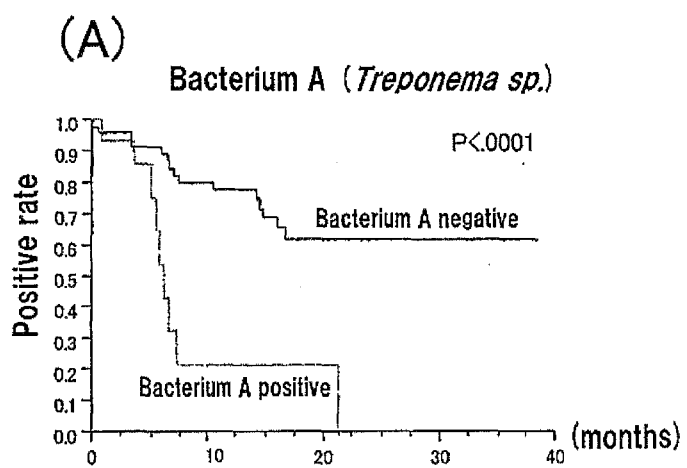 (A)
Bacterium A (Treponema sp.)
1.0
0.9
0.8
0.7
0.6
0.5
0.4
0.3
0.2
0.1
0.0
Positive rate
P<.0001
Bacterium A negative
Bacterium A positive
0 10 20 30 40 (months)